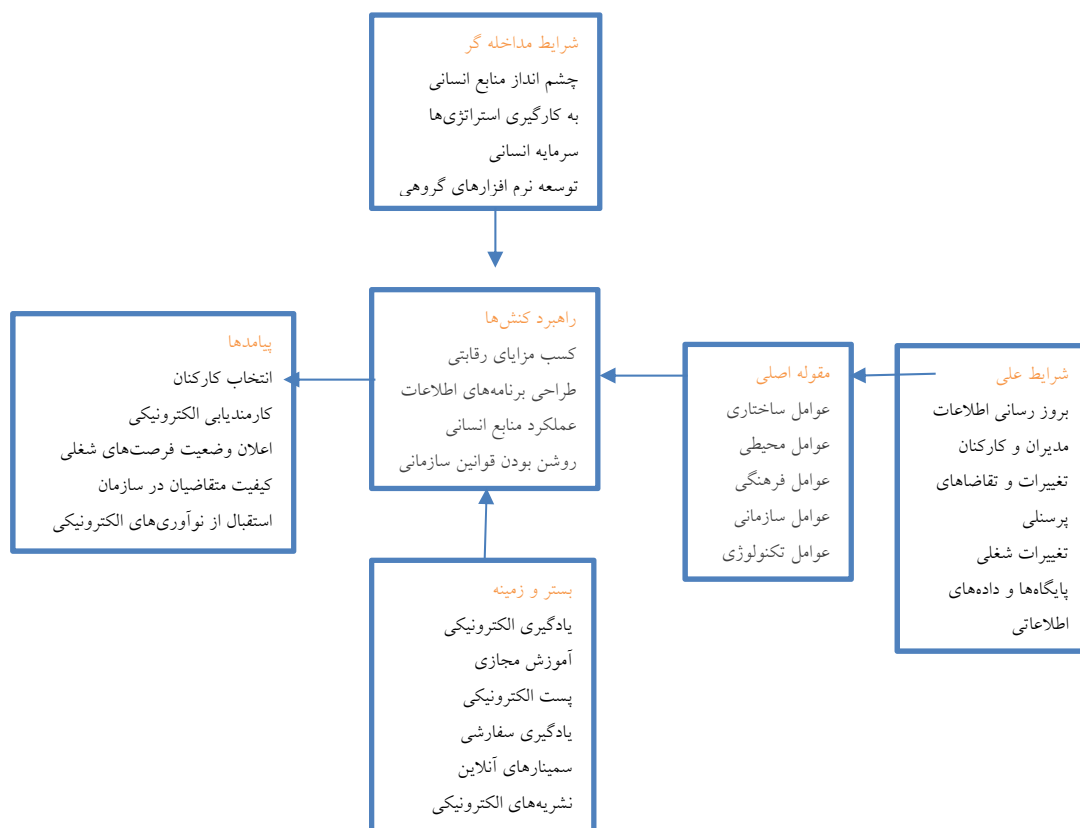 شرایط مداخله گر
چشم انداز منابع انسانی
به کارگیری استراتژی‌ها
سرمایه انسانی
توسعه نرم افزارهای گروهی
شرایط علی
بروز رسانی اطلاعات
مدیران و کارکنان
تغییرات و تقاضاهای
پرسنلی
تغییرات شغلی
پایگاه‌ها و داده‌های
اطلاعاتی
مقوله اصلی
عوامل ساختاری
عوامل محیطی
عوامل فرهنگی
عوامل سازمانی
عوامل تکنولوژی
راهبرد کنش‌ها
کسب مزایای رقابتی
طراحی برنامه‌های اطلاعات
عملکرد منابع انسانی
روشن بودن قوانین سازمانی
پیامدها
انتخاب کارکنان
کارمندیابی الکترونیکی
اعلان وضعیت فرصت‌های شغلی
کیفیت متقاضیان در سازمان
استقبال از نوآوری‌های الکترونیکی
بستر و زمینه
یادگیری الکترونیکی
آموزش مجازی
پست الکترونیکی
یادگیری سفارشی
سمینارهای آنلاین
نشریه‌های الکترونیکی